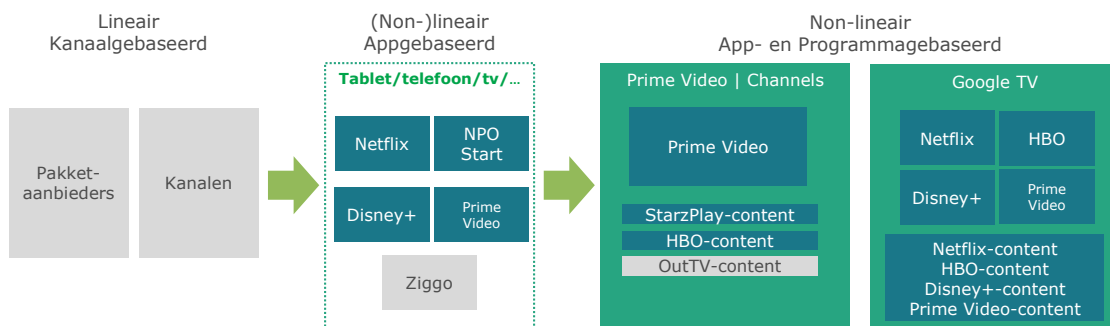 Lineair
Kanaalgebaseerd
(Non-)lineair
Appgebaseerd
Non-lineair
App- en Programmagebaseerd
Pakket-
aanbieders
Kanalen
Tablet/telefoon/tv/…
Netflix
NPO
Start
Disney+
Prime
Video
Ziggo
Prime Video | Channels
Prime Video
StarzPlay-content
HBO-content
OutTV-content
Google TV
Netflix
HBO
Disney+
Prime
Video
Netflix-content
HBO-content
Disney+-content
Prime Video-content